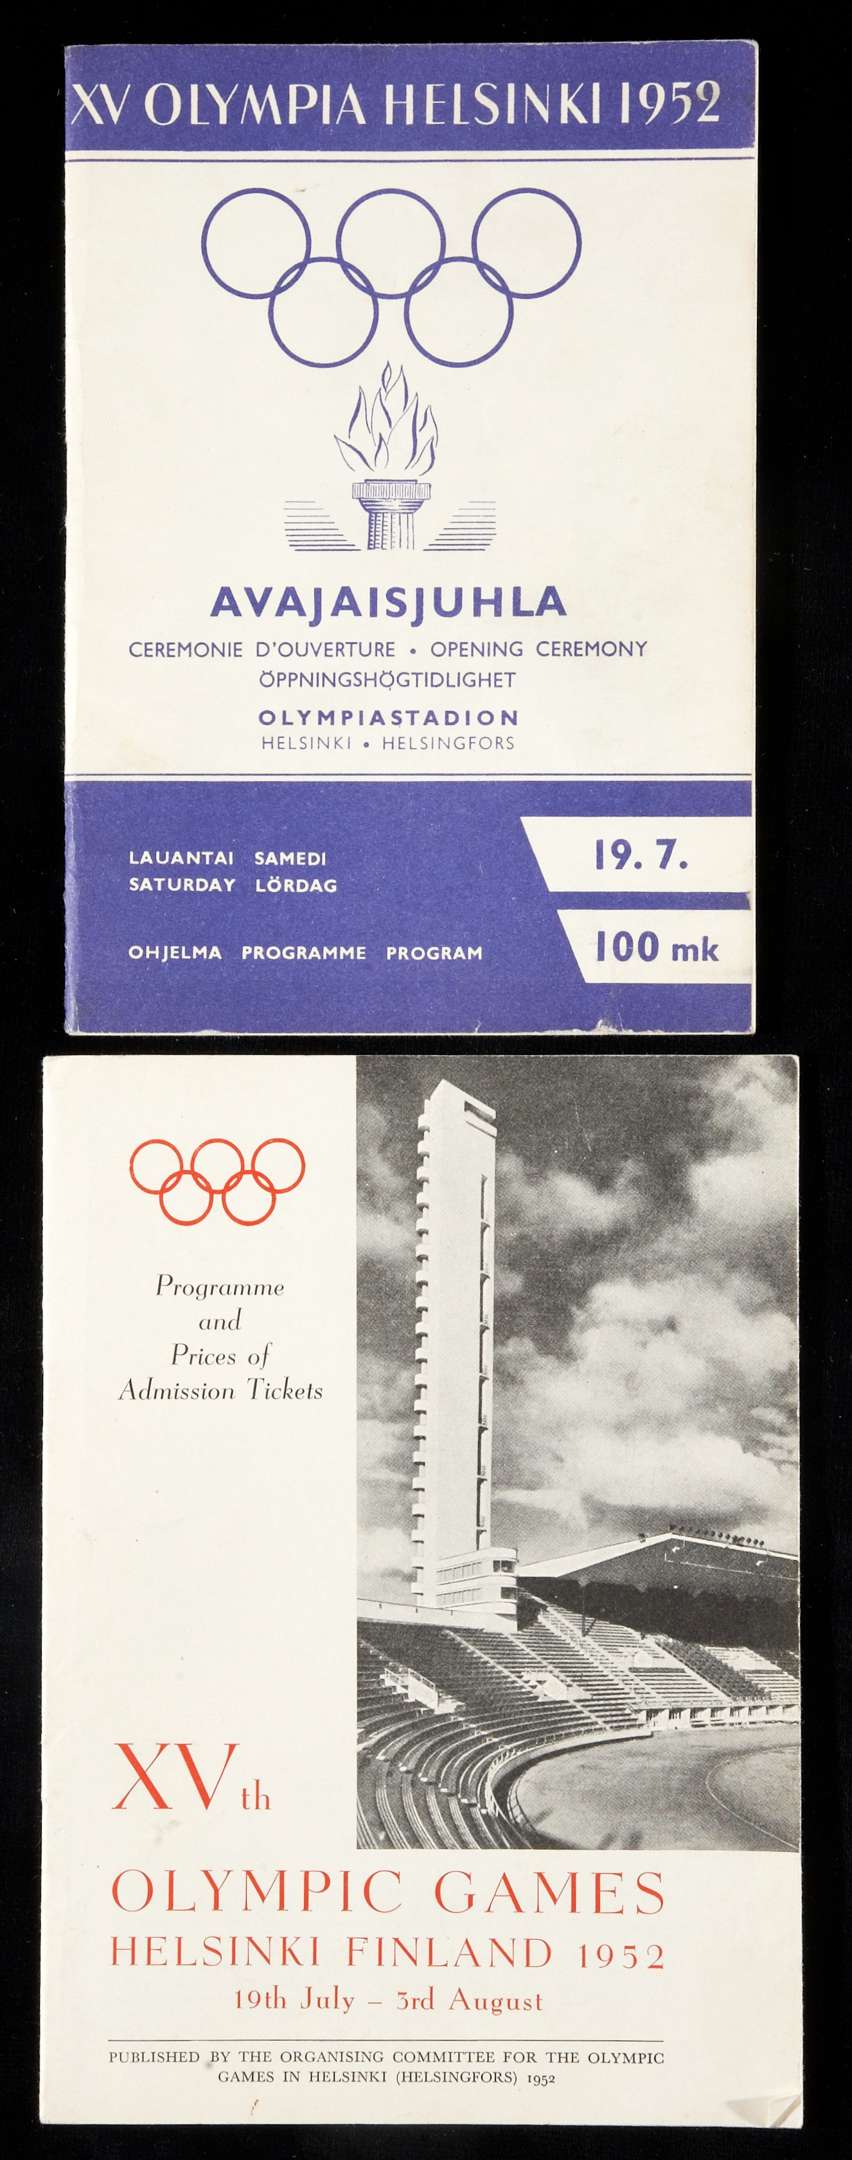 XV OLYMPIA HELSINKI 1952
AVAJAISJUHLA
CEREMONIE D'OUVERTURE • OPENING CEREMONY
ÖPPNINGSHÖGTIDLIGHET
OLYMPIASTADION
HELSINKI • HELSINGFORS
LAUANTAI SAMEDI
SATURDAY LÖRDAG
19. 7.
OHJELMA PROGRAMME PROGRAM
100 mk
Programme
and
Prices of
Admission Tickets
XVth
OLYMPIC GAMES
HELSINKI FINLAND 1952
19th July – 3rd August
PUBLISHED BY THE ORGANISING COMMITTEE FOR THE OLYMPIC
GAMES IN HELSINKI (HELSINGFORS) 1952